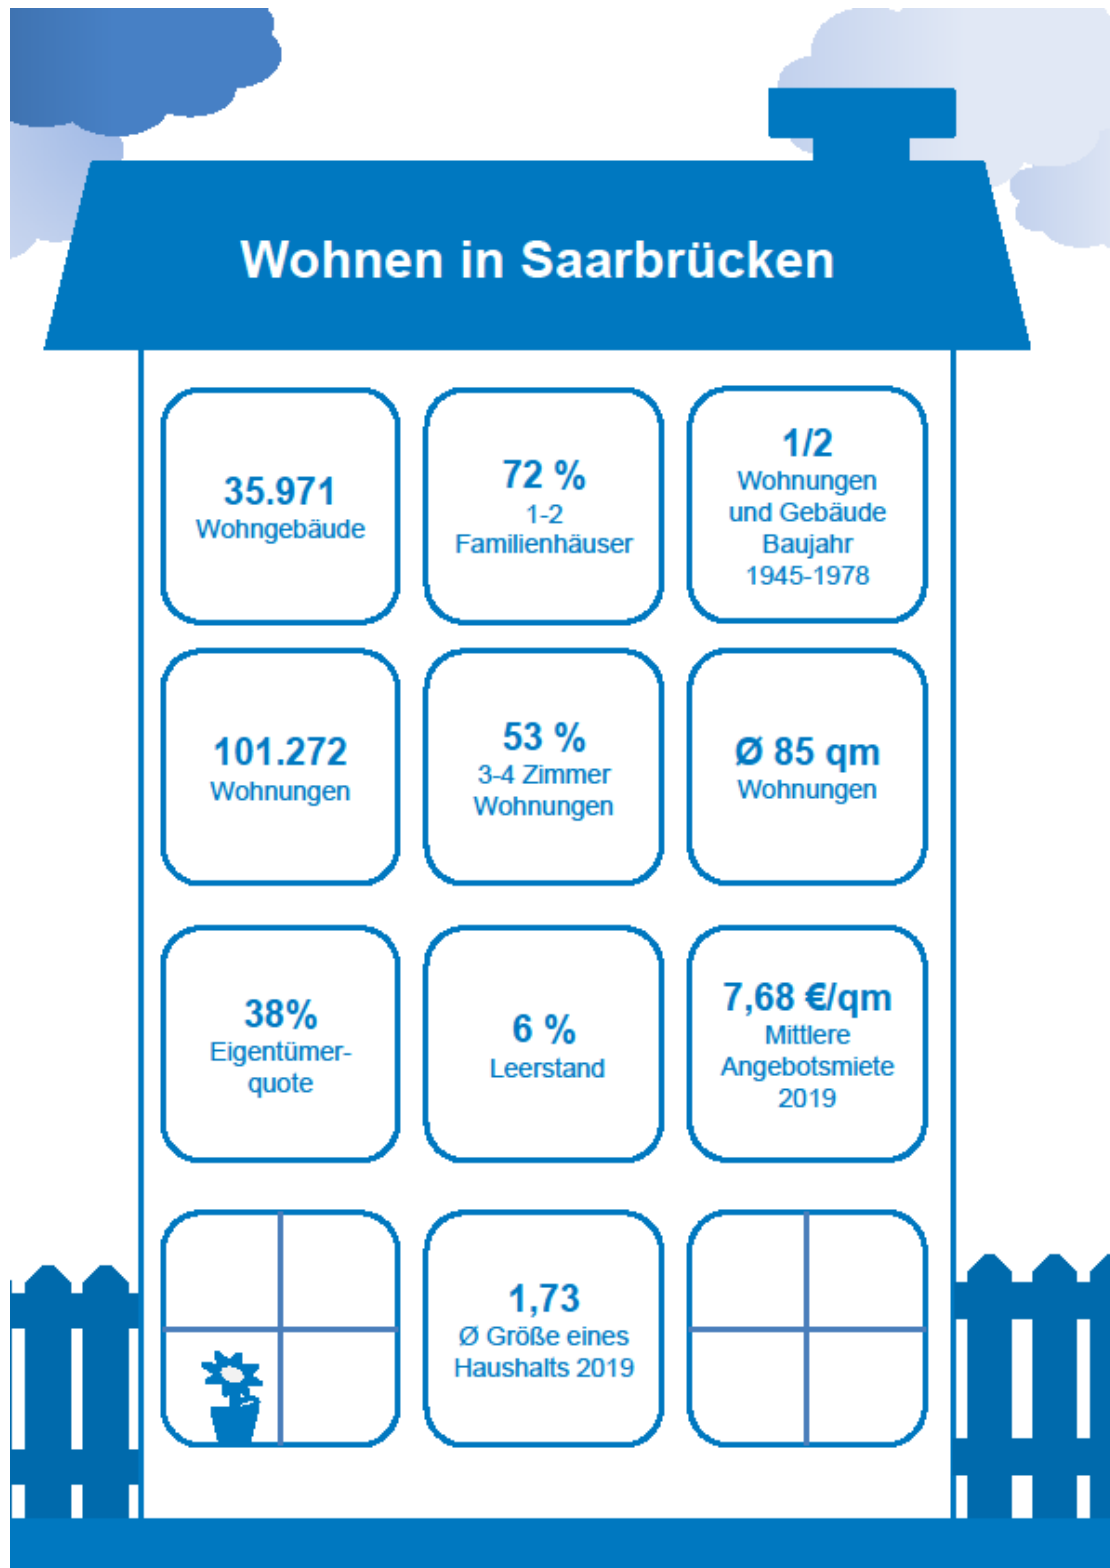 Wohnen in Saarbrücken
35.971
Wohngebäude
72 %
1-2
Familienhäuser
1/2
Wohnungen
und Gebäude
Baujahr
1945-1978
101.272
Wohnungen
53 %
3-4 Zimmer
Wohnungen
Ø 85 qm
Wohnungen
38%
Eigentümer-
quote
6 %
Leerstand
7,68 €/qm
Mittlere
Angebotsmiete
2019
1,73
Ø Größe eines
Haushalts 2019